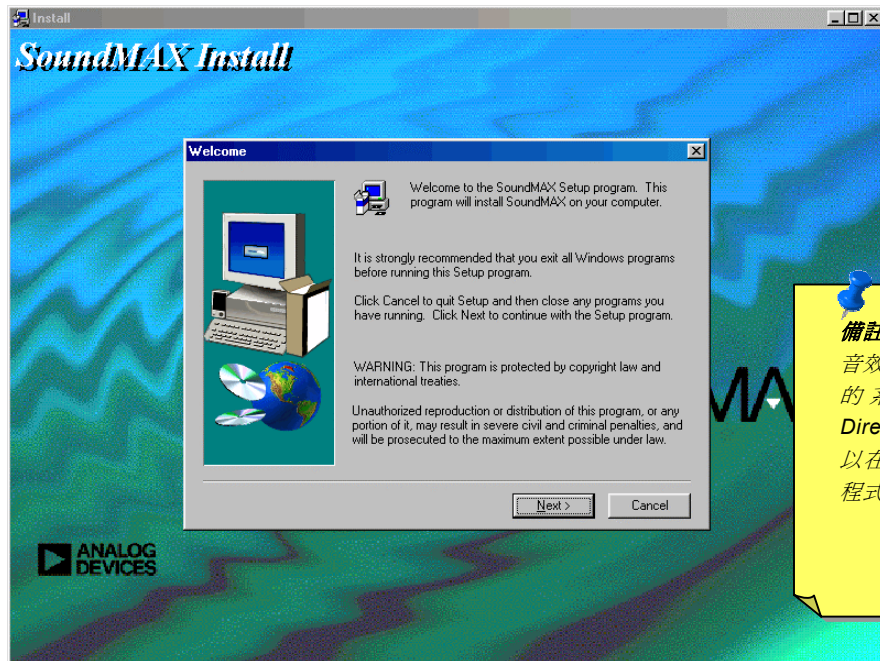 Install
SoundMAX Install
Welcome
Welcome to the SoundMAX Setup program. This
program will install SoundMAX on your computer.
It is strongly recommended that you exit all Windows programs
before running this Setup program.
Click Cancel to quit Setup and then close any programs you
have running. Click Next to continue with the Setup program.
WARNING: This program is protected by copyright law and
international treaties.
Unauthorized reproduction or distribution of this program, or any
portion of it, may result in severe civil and criminal penalties, and
will be prosecuted to the maximum extent possible under law.
Next >
Cancel
ANALOG
DEVICES
MA
備註
音效
的
Dire
以在
程式